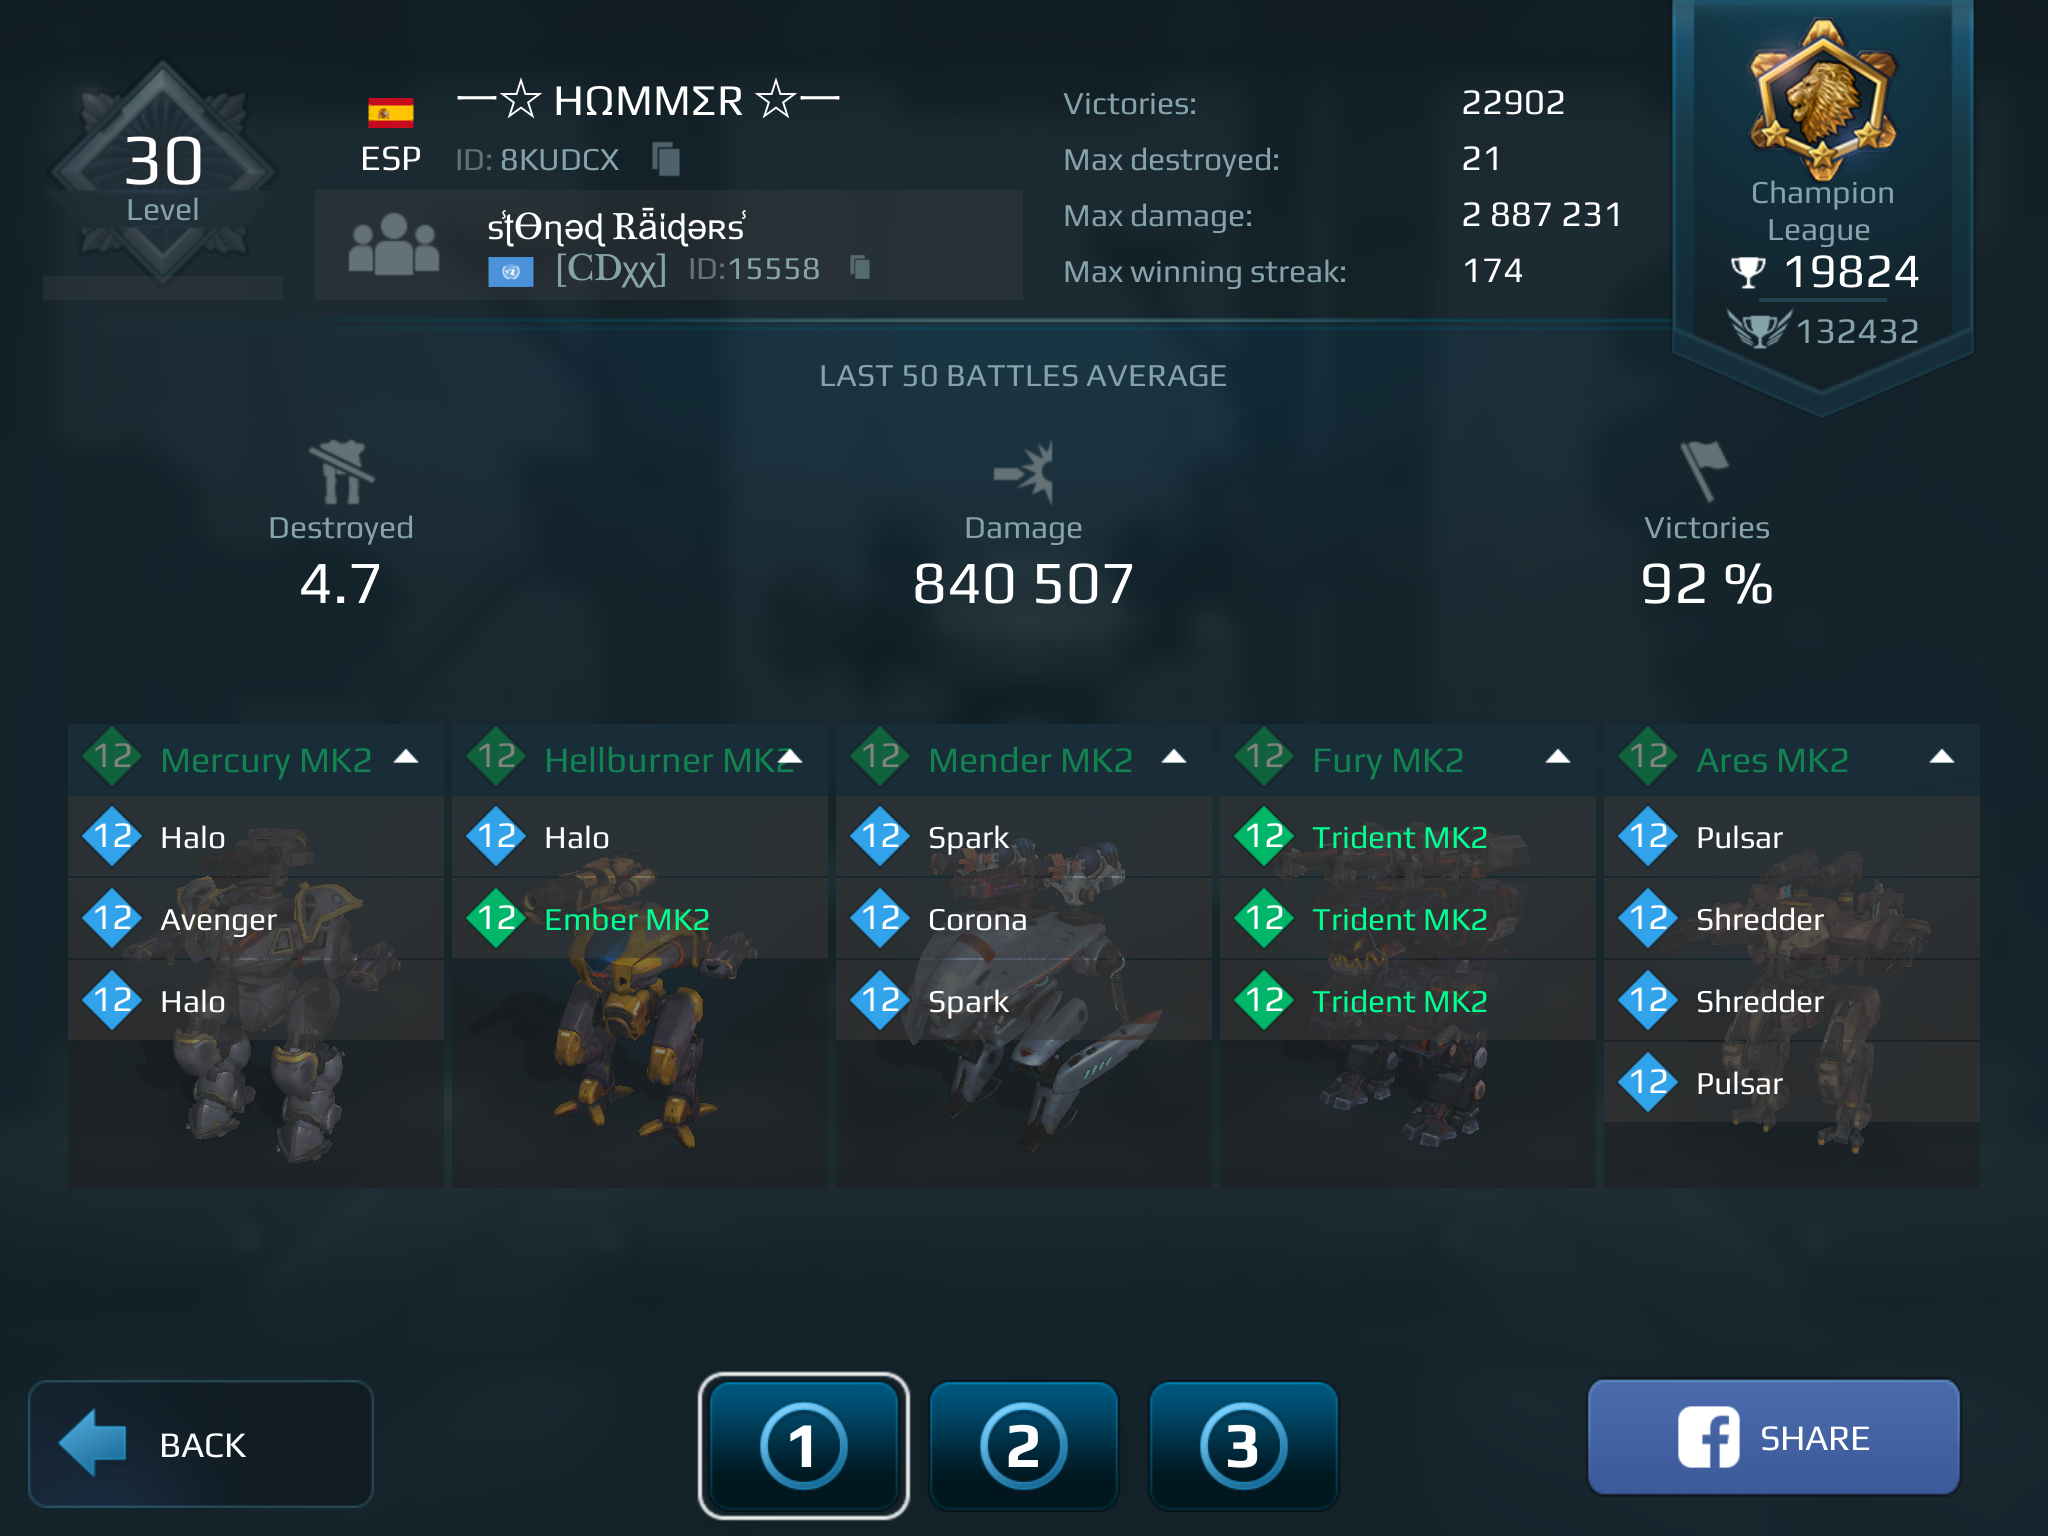 30
Level
ESP
—☆ HΩMMΣR ☆—
ID: 8KUDCX
[CDχχ] ID:15558
Victories: 22902
Max destroyed: 21
Max damage: 2 887 231
Max winning streak: 174
Champion
League
19824
132432
LAST 50 BATTLES AVERAGE
Destroyed
4.7
Damage
840 507
Victories
92 %
12 Mercury MK2
12 Halo
12 Avenger
12 Halo
12 Hellburner MK2
12 Halo
12 Ember MK2
12 Mender MK2
12 Spark
12 Corona
12 Spark
12 Fury MK2
12 Trident MK2
12 Trident MK2
12 Trident MK2
12 Ares MK2
12 Pulsar
12 Shredder
12 Shredder
12 Pulsar
BACK
1
2
3
SHARE